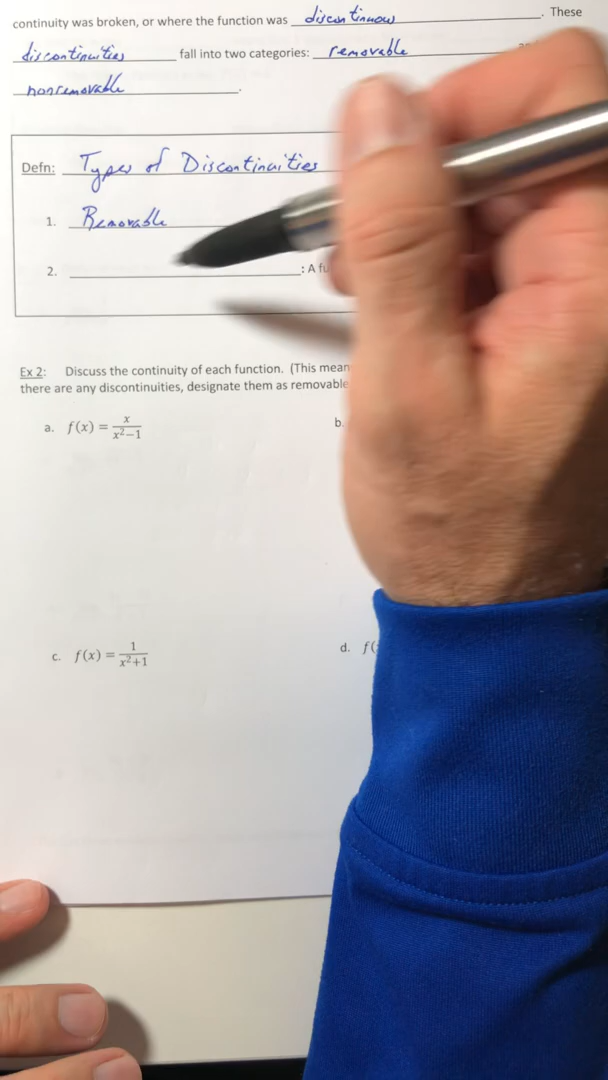 continuity was broken, or where the function was discontinuous. These
discontinuities fall into two categories: removable
nonremovable.
Defn: Types of Discontinuities
1. Removable
2. : A fu
Ex 2: Discuss the continuity of each function. (This mean
there are any discontinuities, designate them as removable
a. f(x) = x/x²−1
b.
c. f(x) = 1/x²+1
d. f(